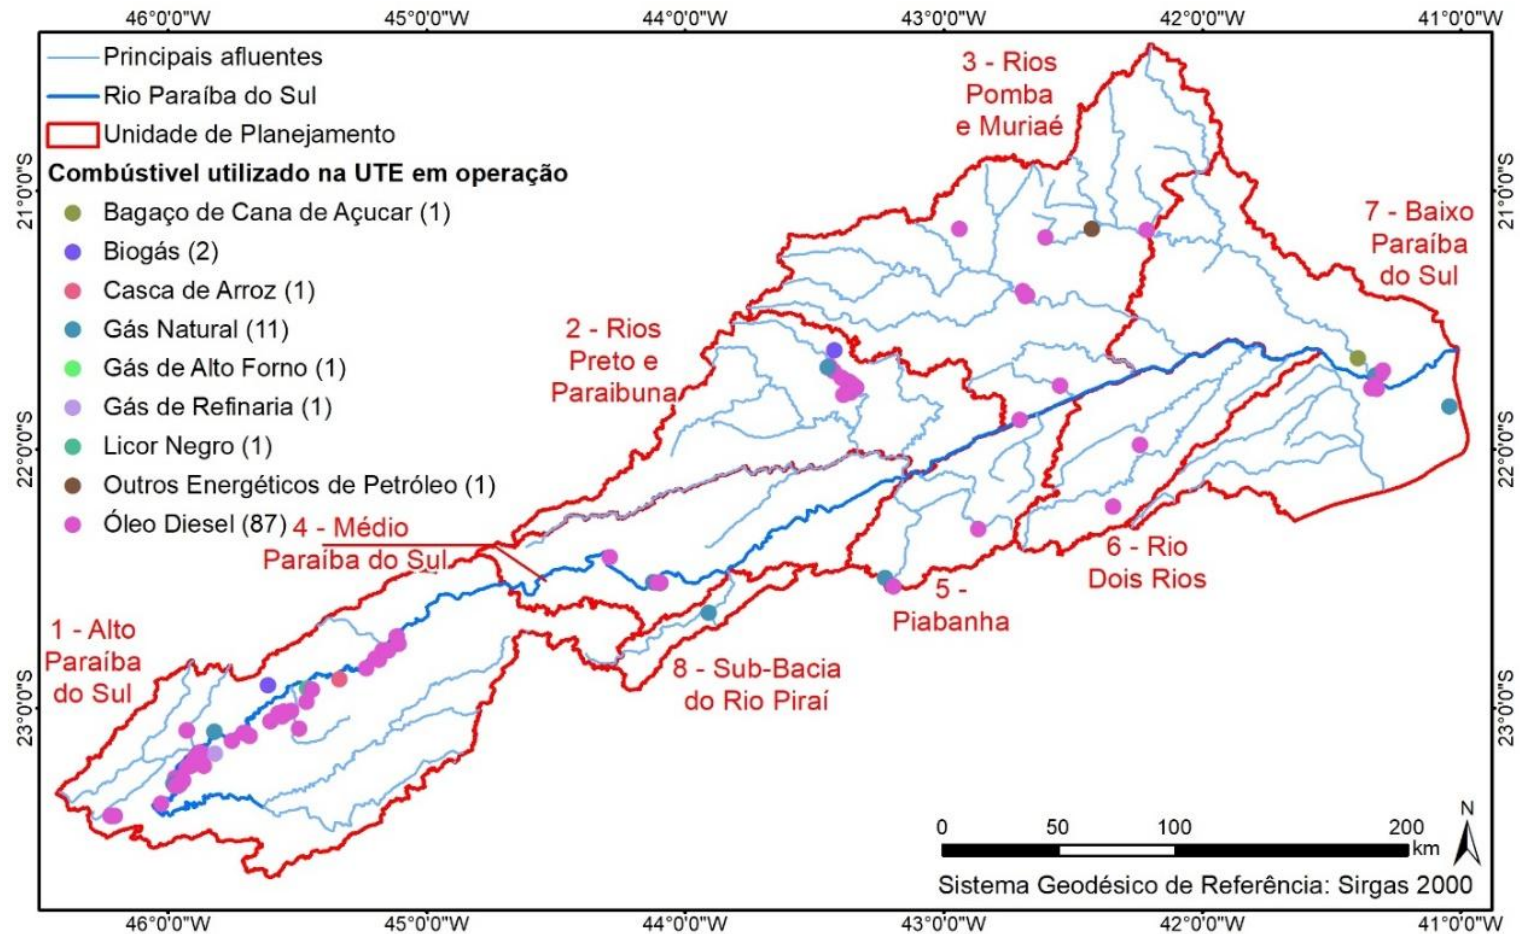 46°0'0"W 45°0'0"W 44°0'0"W 43°0'0"W 42°0'0"W 41°0'0"W
Principais afluentes
Rio Paraíba do Sul
Unidade de Planejamento
Combústivel utilizado na UTE em operação
Bagaço de Cana de Açucar (1)
Biogás (2)
Casca de Arroz (1)
Gás Natural (11)
Gás de Alto Forno (1)
Gás de Refinaria (1)
Licor Negro (1)
Outros Energéticos de Petróleo (1)
Óleo Diesel (87)
3 - Rios
Pomba
e Muriaé
7 - Baixo
Paraíba
do Sul
2 - Rios
Preto e
Paraibuna
4 - Médio
Paraíba do Sul
6 - Rio
Dois Rios
5 -
Piabanha
1 - Alto
Paraíba
do Sul
8 - Sub-Bacia
do Rio Piraí
21°0'0"S
22°0'0"S
23°0'0"S
21°0'0"S
22°0'0"S
23°0'0"S
N
0 50 100 200
km
Sistema Geodésico de Referência: Sirgas 2000
46°0'0"W 45°0'0"W 44°0'0"W 43°0'0"W 42°0'0"W 41°0'0"W